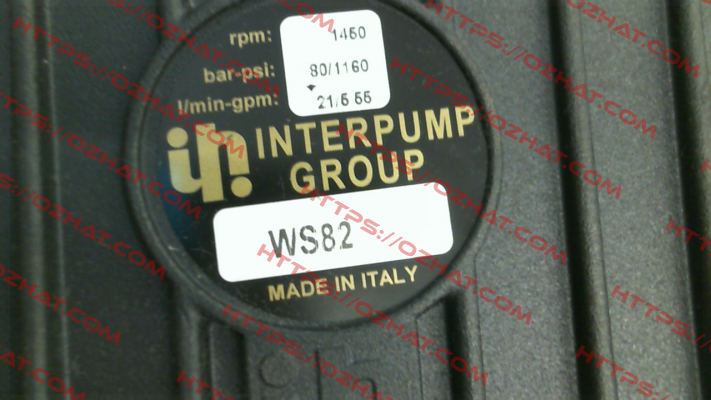 rpm: 1450
bar-psi: 80/1160
l/min-gpm: 21/5 55
INTERPUMP
GROUP
WS82
MADE IN ITALY
HTTPS://OZHAT.COM